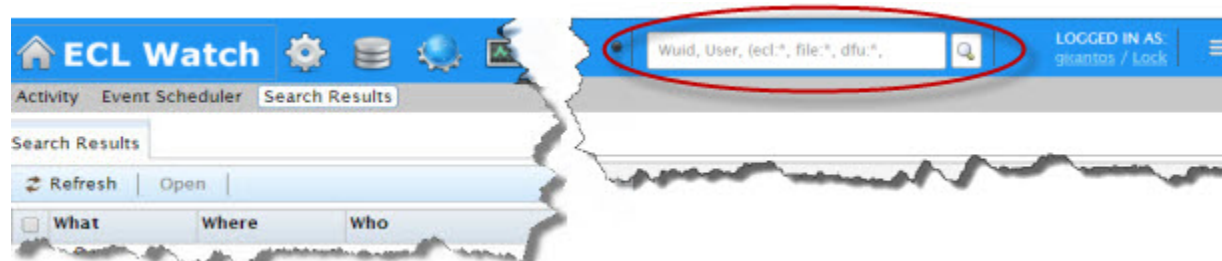 ECL Watch
Wuid, User, (ecl:*, file:*, dfu:*,
LOGGED IN AS:
gicantos / Lock
Activity Event Scheduler Search Results
Search Results
Refresh Open
What Where Who